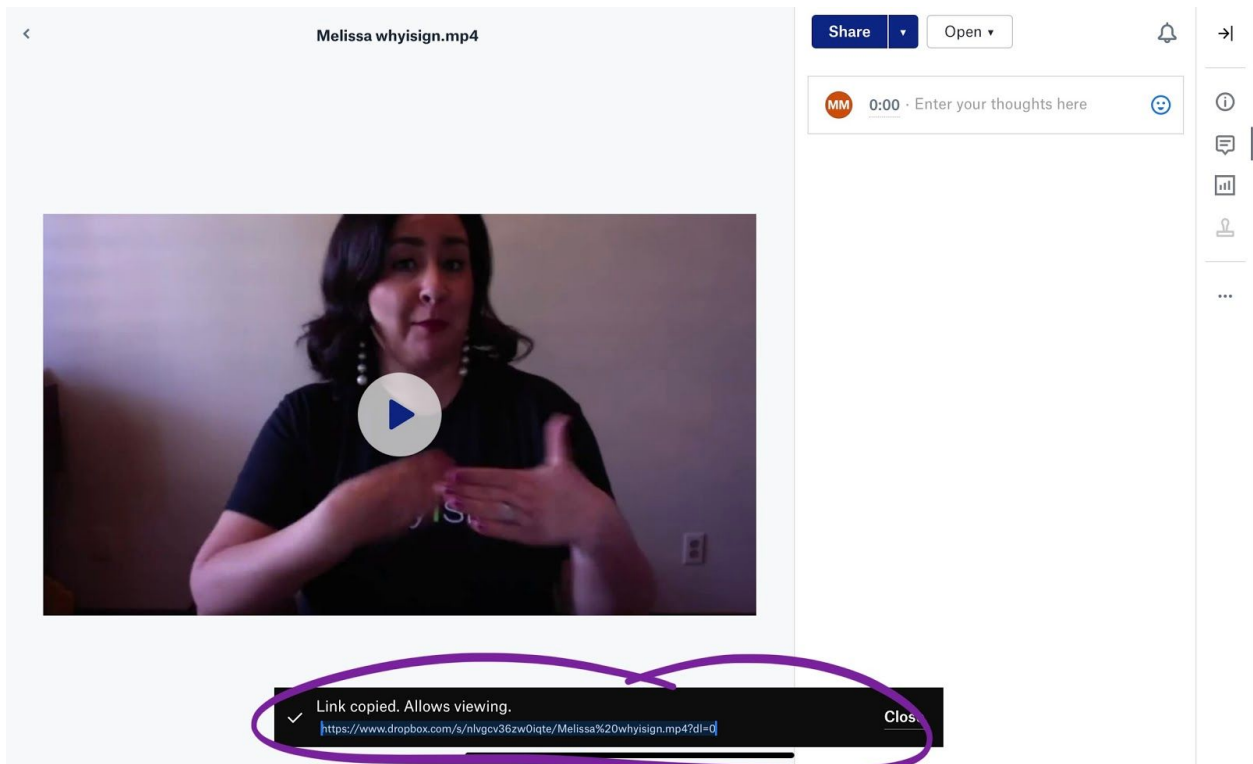 Melissa whyisign.mp4
Share
Open
MM 0:00 · Enter your thoughts here
Link copied. Allows viewing.
https://www.dropbox.com/s/nlvgcv36zw0iqte/Melissa%20whyisign.mp4?dl=0